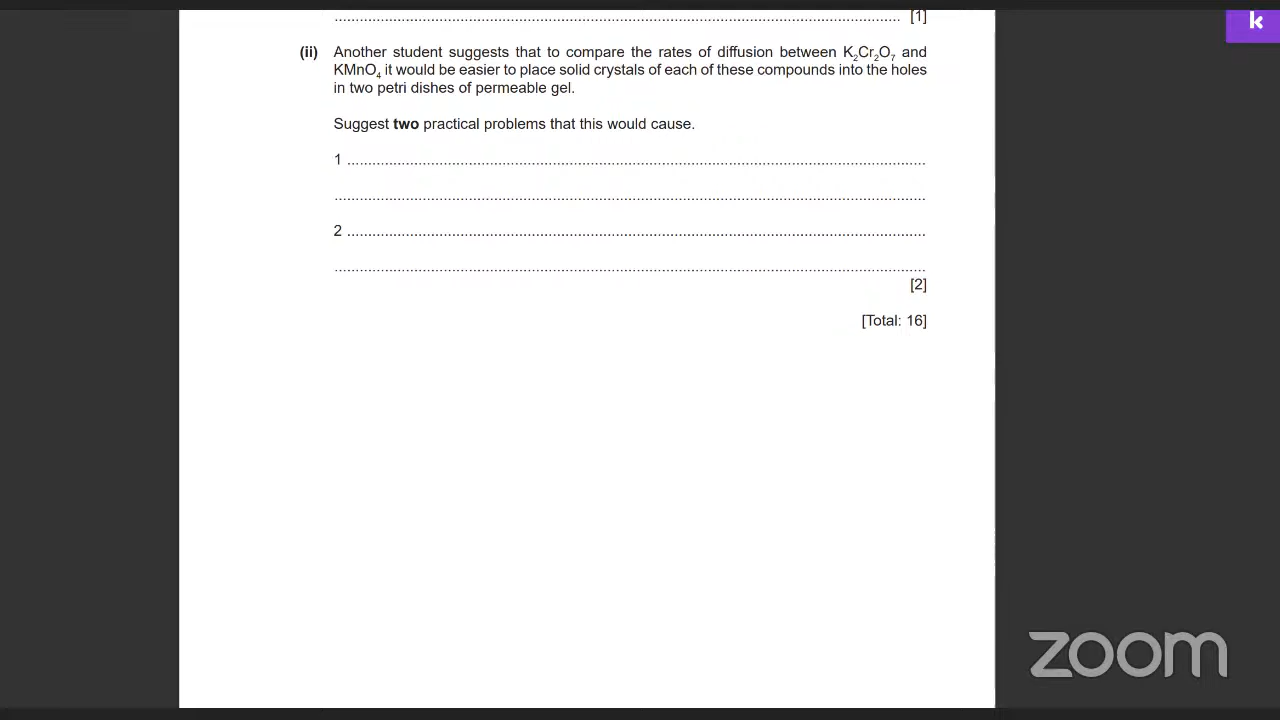 [1]
k
(ii) Another student suggests that to compare the rates of diffusion between K₂Cr₂O₇ and
KMnO₄ it would be easier to place solid crystals of each of these compounds into the holes
in two petri dishes of permeable gel.
Suggest two practical problems that this would cause.
1
2
[2]
[Total: 16]
zoom